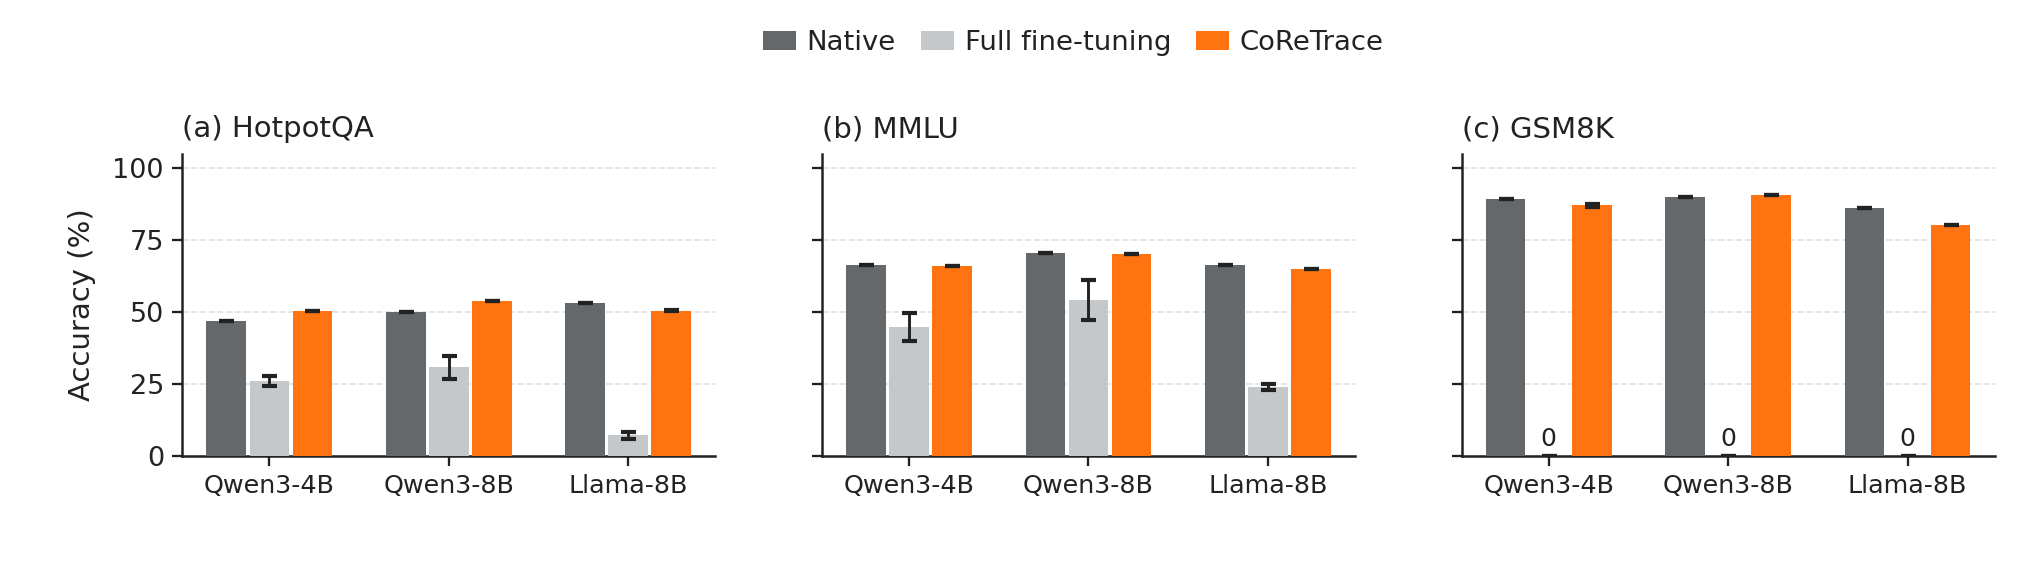 Native Full fine-tuning CoReTrace
(a) HotpotQA
Accuracy (%)
100
75
50
25
0
Qwen3-4B Qwen3-8B Llama-8B
(b) MMLU
Qwen3-4B Qwen3-8B Llama-8B
(c) GSM8K
0 0 0
Qwen3-4B Qwen3-8B Llama-8B